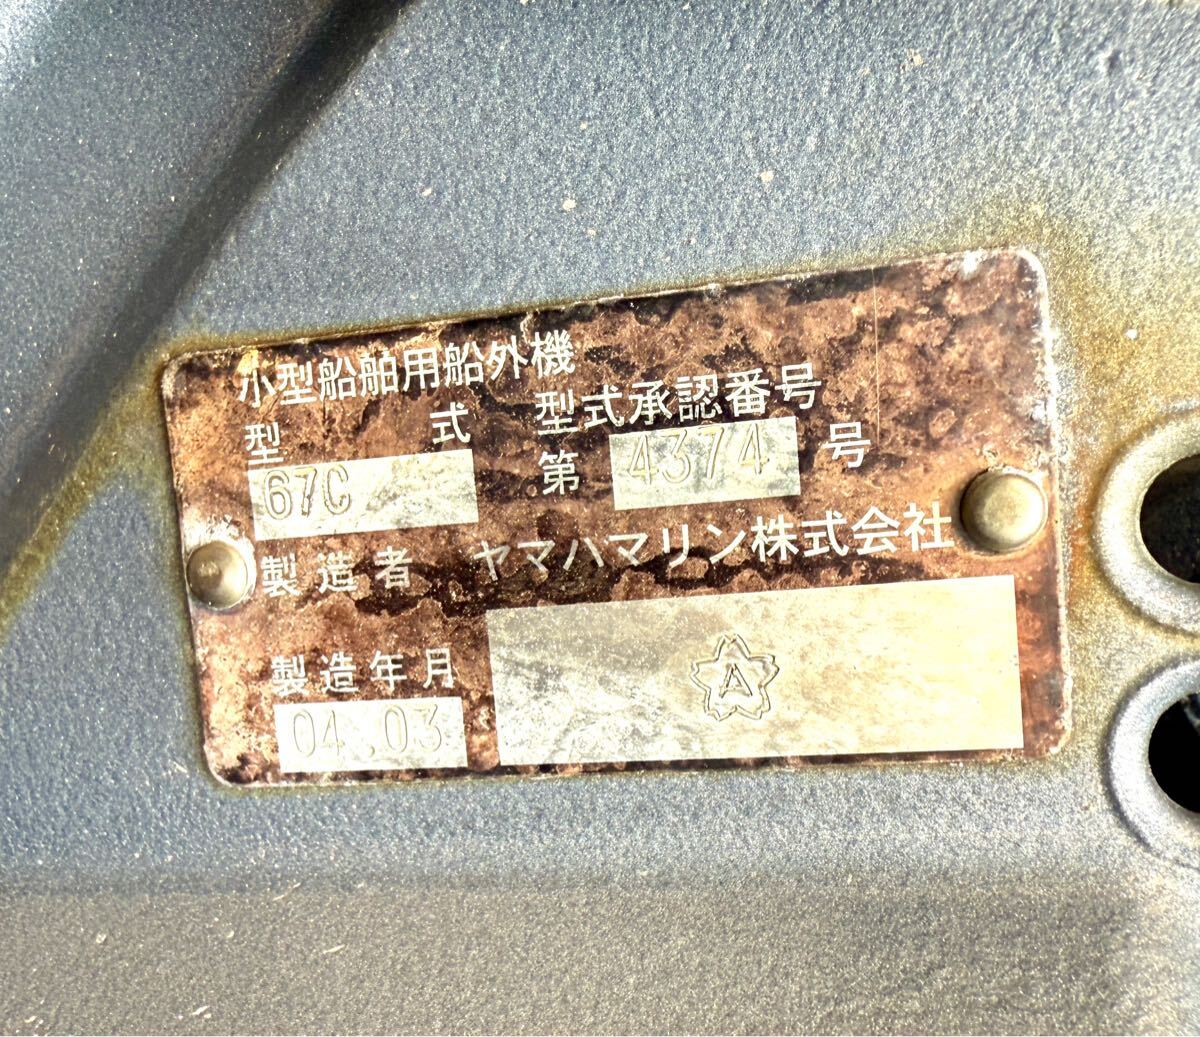 小型船舶用船外機
型式 型式承認番号
67C 第 4374 号
製造者 ヤマハマリン株式会社
製造年月
04.03
A